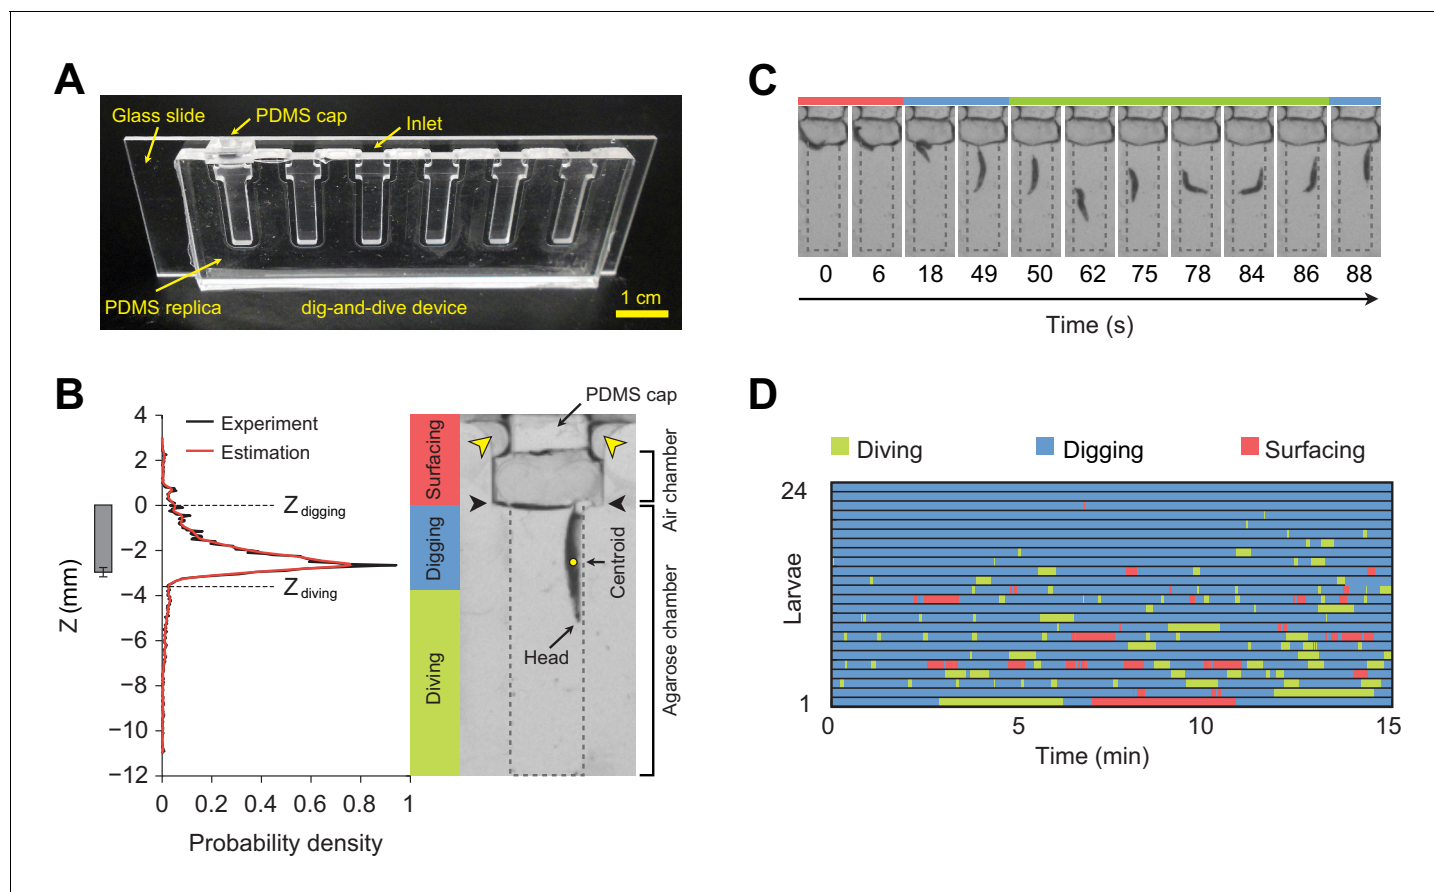 A
Glass slide
PDMS cap
Inlet
PDMS replica
dig-and-dive device
1 cm
B
4
2
0
−2
−4
−6
−8
−10
−12
Z (mm)
Experiment
Estimation
Z digging
Z diving
0 0.2 0.4 0.6 0.8 1
Probability density
Surfacing
Digging
Diving
PDMS cap
Centroid
Head
Air chamber
Agarose chamber
C
0 6 18 49 50 62 75 78 84 86 88
Time (s)
D
Diving Digging Surfacing
24
Larvae
1
0 5 10 15
Time (min)